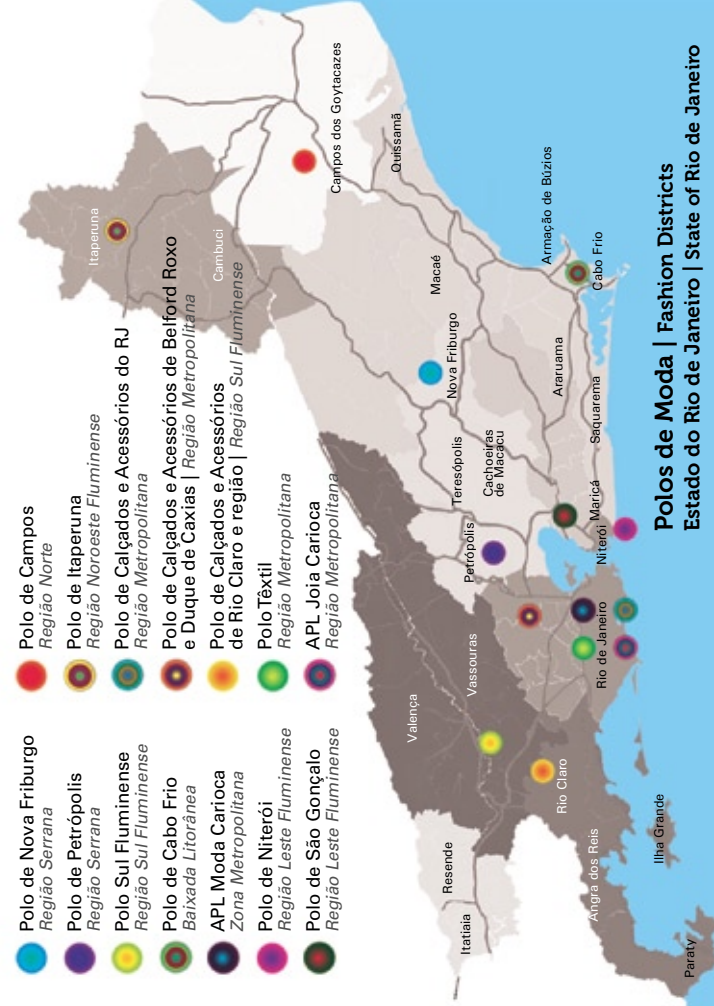 Polo de Nova Friburgo
Região Serrana
Polo de Petrópolis
Região Serrana
Polo Sul Fluminense
Região Sul Fluminense
Polo de Cabo Frio
Baixada Litorânea
APL Moda Carioca
Zona Metropolitana
Polo de Niterói
Região Leste Fluminense
Polo de São Gonçalo
Região Leste Fluminense
Polo de Campos
Região Norte
Polo de Itaperuna
Região Noroeste Fluminense
Polo de Calçados e Acessórios do RJ
Região Metropolitana
Polo de Calçados e Acessórios de Belford Roxo
e Duque de Caxias | Região Metropolitana
Polo de Calçados e Acessórios
de Rio Claro e região | Região Sul Fluminense
Polo Têxtil
Região Metropolitana
APL Joia Carioca
Região Metropolitana
Itaperuna
Cambuci
Campos dos Goytacazes
Quissamã
Macaé
Armação de Búzios
Cabo Frio
Nova Friburgo
Araruama
Saquarema
Teresópolis
Cachoeiras
de Macacu
Petrópolis
Maricá
Niterói
Rio de Janeiro
Valença
Vassouras
Rio Claro
Resende
Itatiaia
Angra dos Reis
Ilha Grande
Paraty
Polos de Moda | Fashion Districts
Estado do Rio de Janeiro | State of Rio de Janeiro